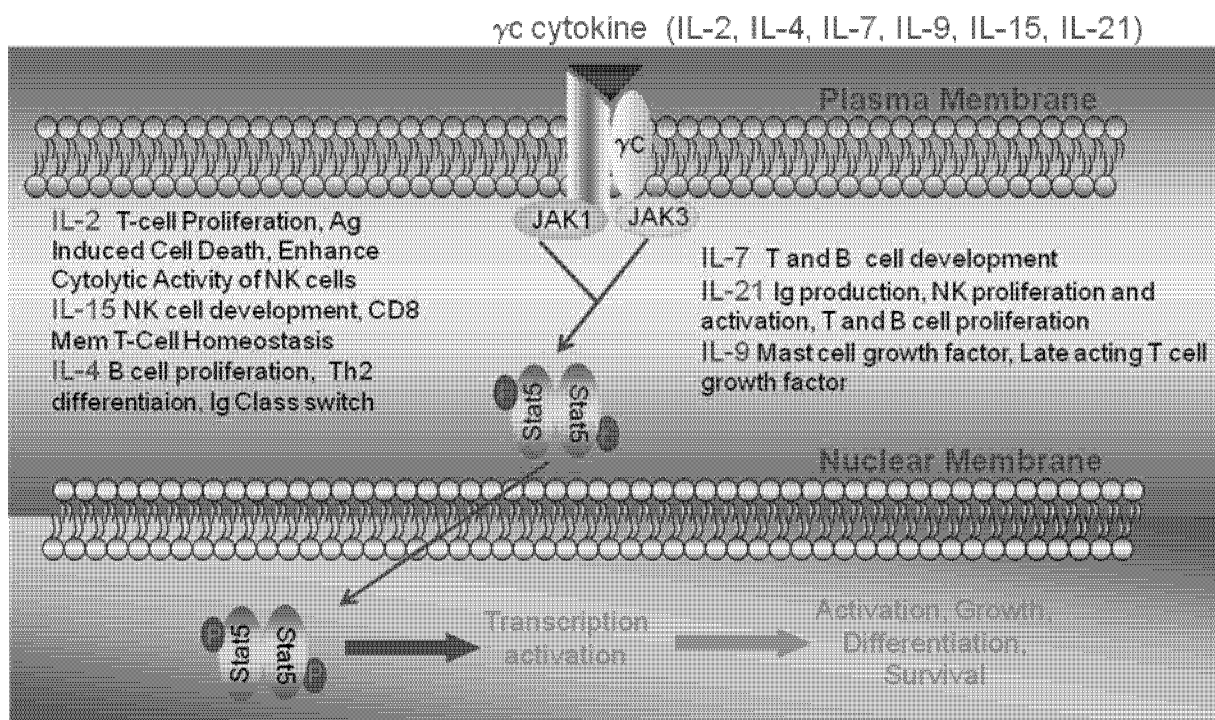 γc cytokine (IL-2, IL-4, IL-7, IL-9, IL-15, IL-21)
Plasma Membrane
γC
JAK1
JAK3
IL-2 T-cell Proliferation, Ag
Induced Cell Death, Enhance
Cytolytic Activity of NK cells
IL-15 NK cell development, CD8
Mem T-Cell Homeostasis
IL-4 B cell proliferation, Th2
differentiaion, Ig Class switch
IL-7 T and B cell development
IL-21 Ig production, NK proliferation and
activation, T and B cell proliferation
IL-9 Mast cell growth factor, Late acting T cell
growth factor
Stat5
Stat5
Nuclear Membrane
Stat5
Stat5
Transcription
activation
Activation, Growth,
Differentiation,
Survival